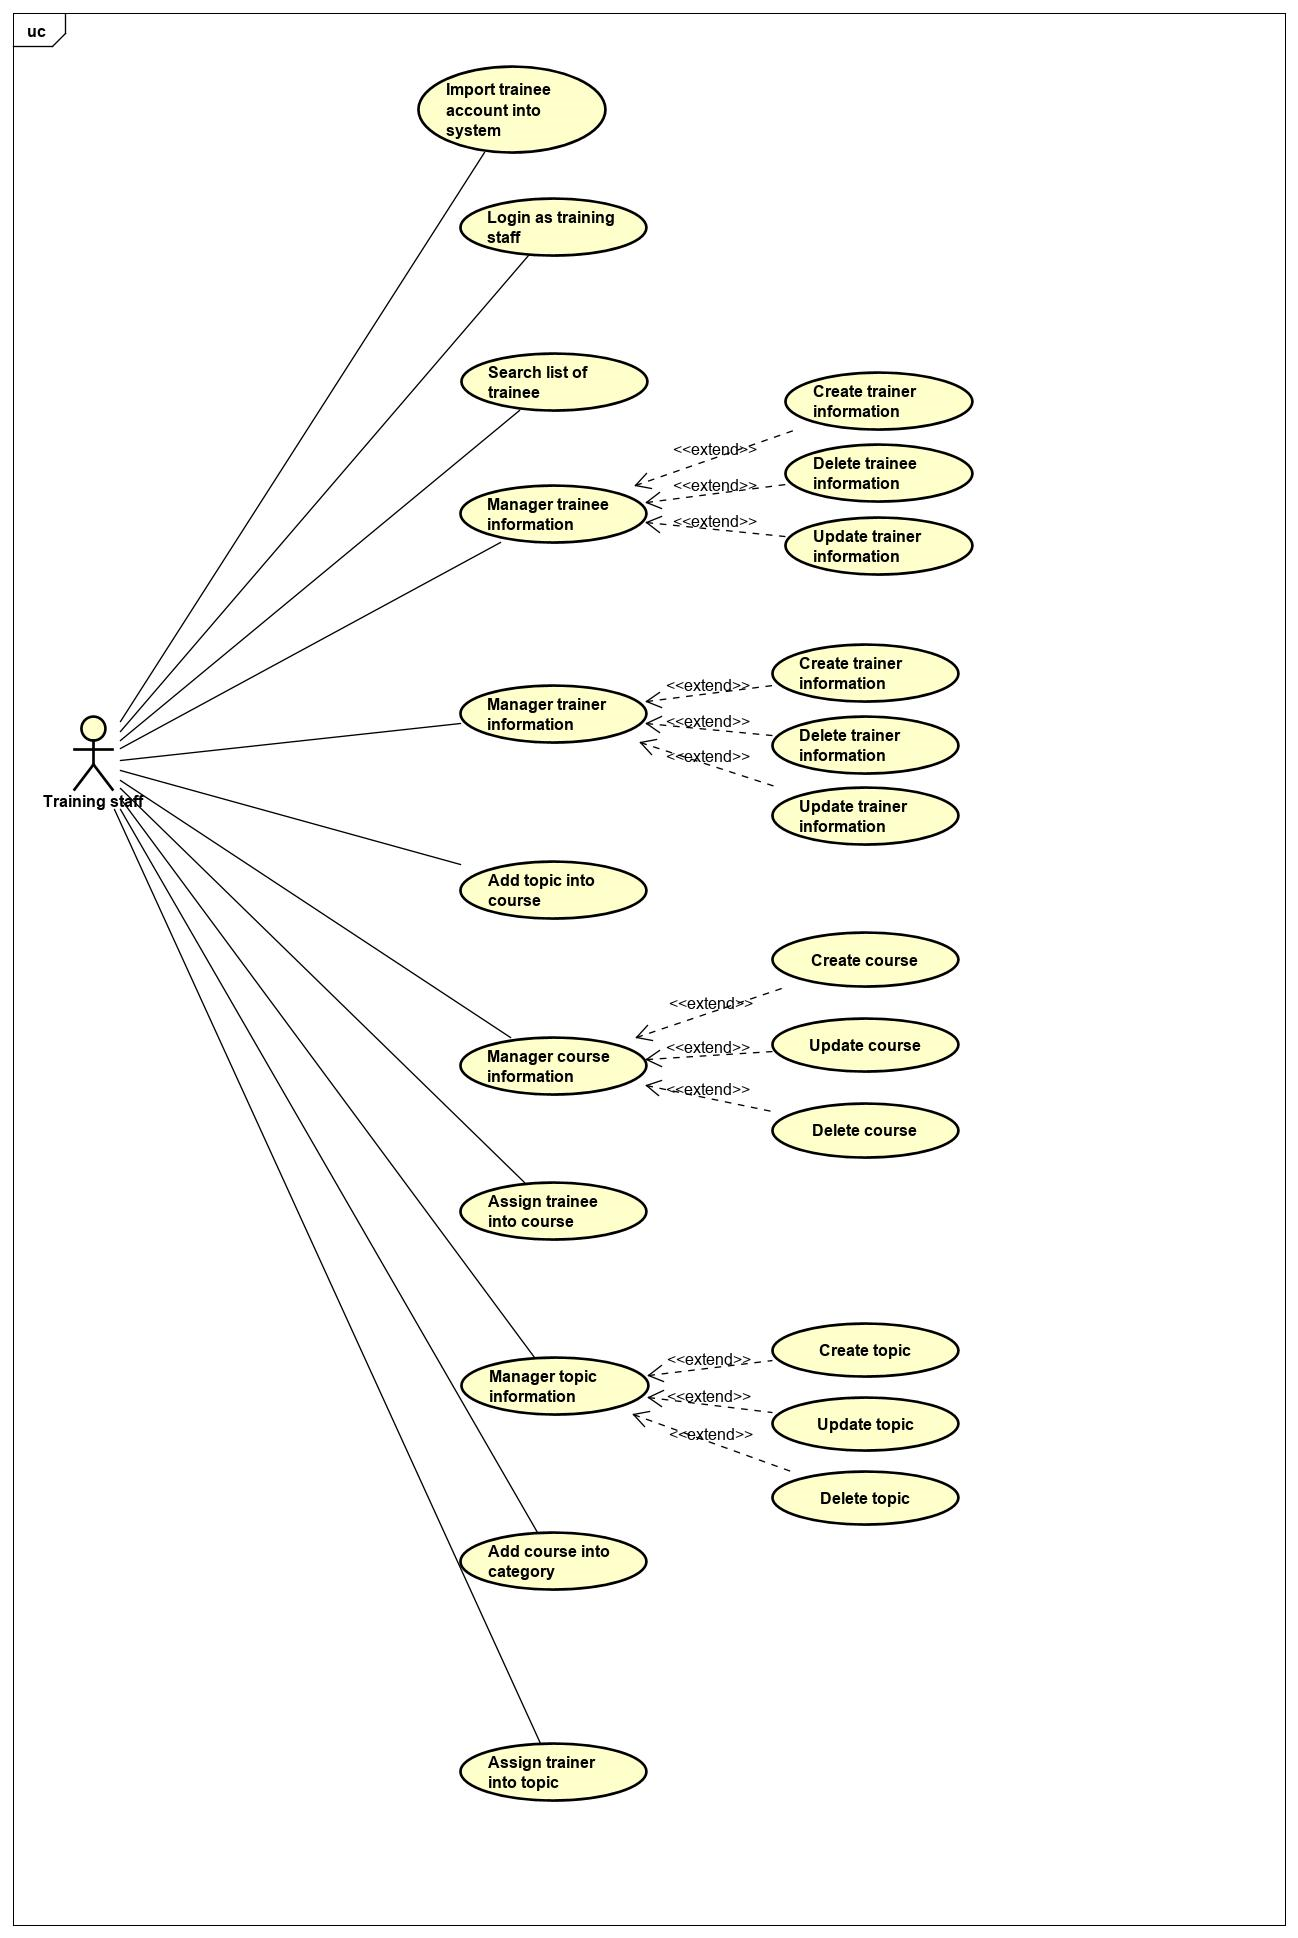 uc
Import trainee
account into
system
Login as training
staff
Search list of
trainee
Create trainer
information
<<extend>>
Delete trainee
information
<<extend>>
Manager trainee
information
<<extend>>
Update trainer
information
Create trainer
information
<<extend>>
Manager trainer
information
<<extend>>
Delete trainer
information
<<extend>>
Update trainer
information
Training staff
Add topic into
course
Create course
<<extend>>
Manager course
information
<<extend>>
Update course
<<extend>>
Delete course
Assign trainee
into course
Create topic
<<extend>>
Manager topic
information
<<extend>>
Update topic
<<extend>>
Delete topic
Add course into
category
Assign trainer
into topic